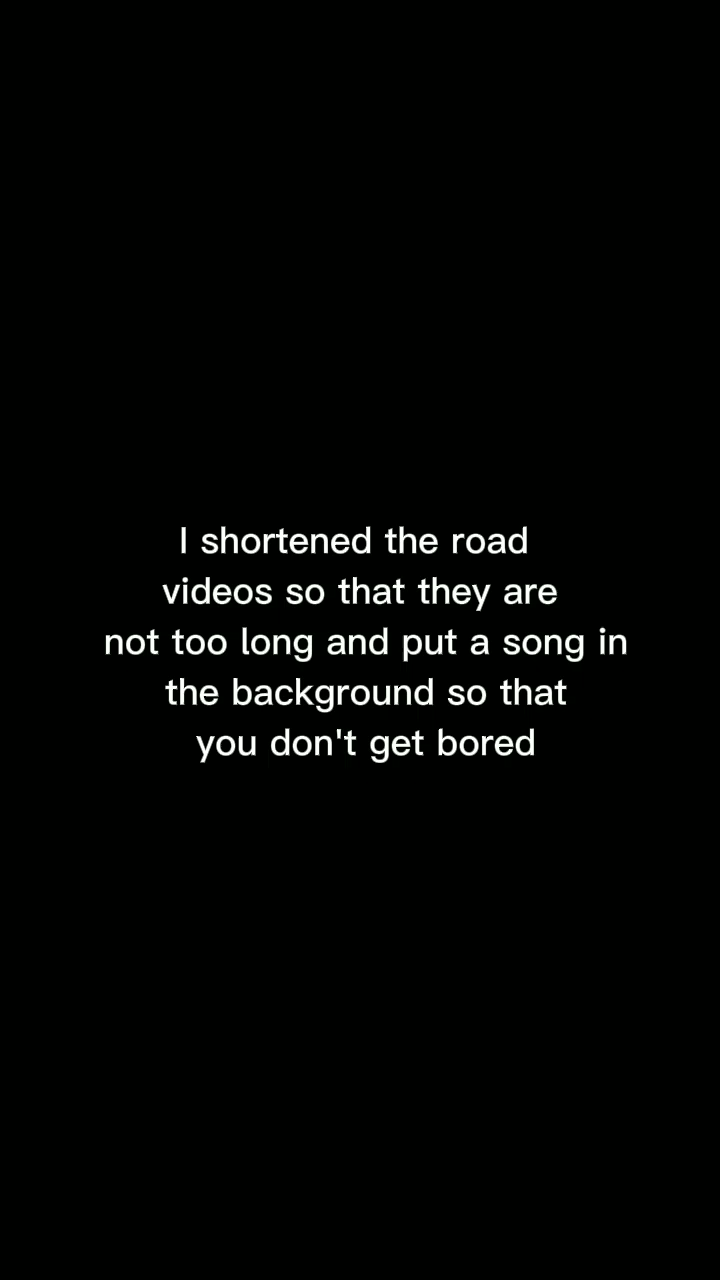 I shortened the road
videos so that they are
not too long and put a song in
the background so that
you don't get bored